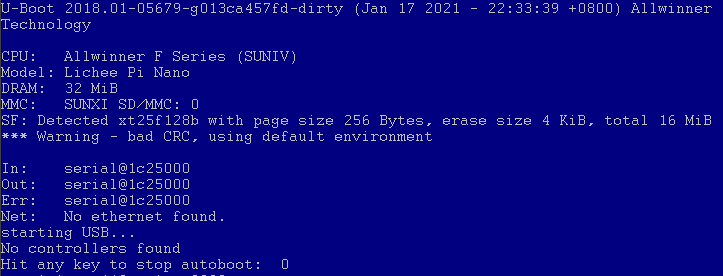 U-Boot 2018.01-05679-g013ca457fd-dirty (Jan 17 2021 - 22:33:39 +0800) Allwinner
Technology
CPU:   Allwinner F Series (SUNIV)
Model: Lichee Pi Nano
DRAM:  32 MiB
MMC:   SUNXI SD/MMC: 0
SF: Detected xt25f128b with page size 256 Bytes, erase size 4 KiB, total 16 MiB
*** Warning - bad CRC, using default environment
In:    serial@1c25000
Out:   serial@1c25000
Err:   serial@1c25000
Net:   No ethernet found.
starting USB...
No controllers found
Hit any key to stop autoboot:  0